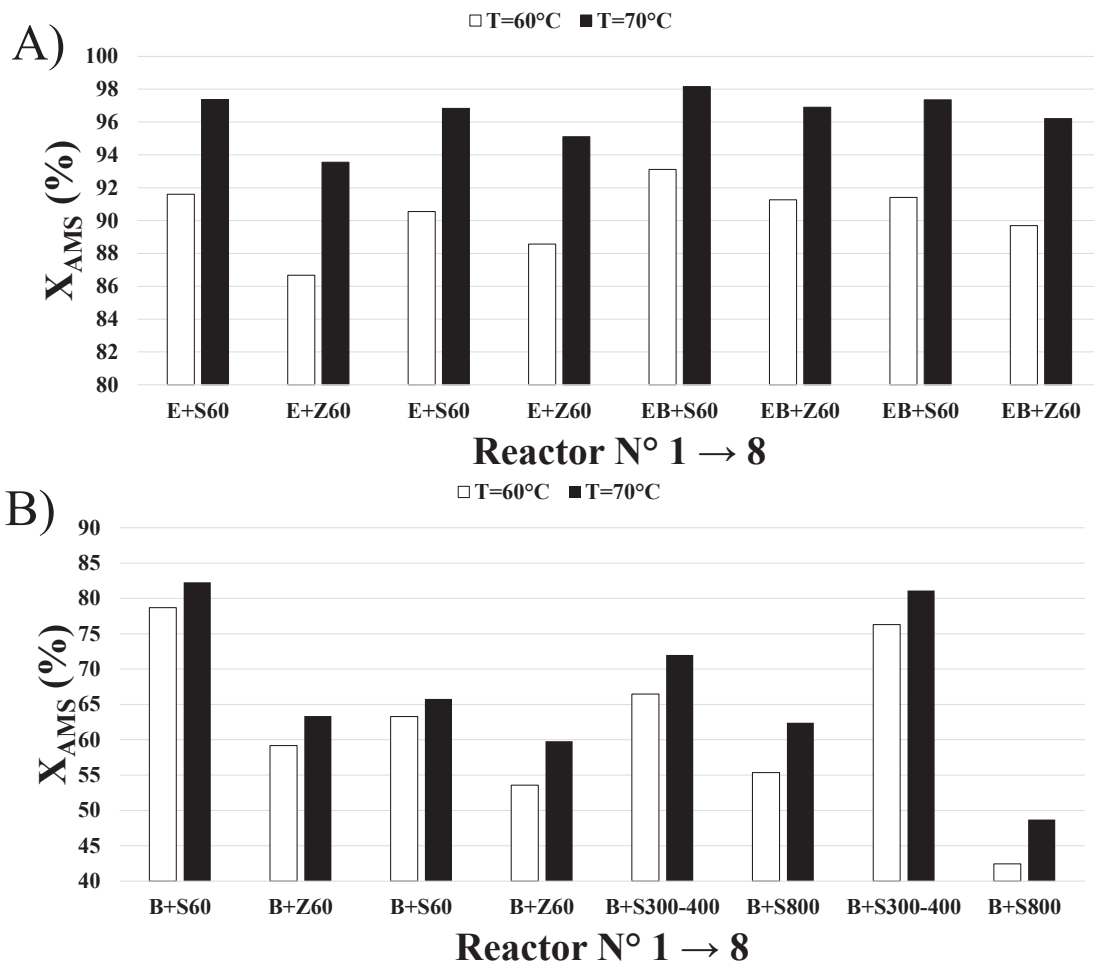 T=60°C T=70°C
A)
100
98
96
94
92
90
88
86
84
82
80
X_AMS (%)
E+S60 E+Z60 E+S60 E+Z60 EB+S60 EB+Z60 EB+S60 EB+Z60
Reactor N° 1 → 8
T=60°C T=70°C
B)
90
85
80
75
70
65
60
55
50
45
40
X_AMS (%)
B+S60 B+Z60 B+S60 B+Z60 B+S300-400 B+S800 B+S300-400 B+S800
Reactor N° 1 → 8